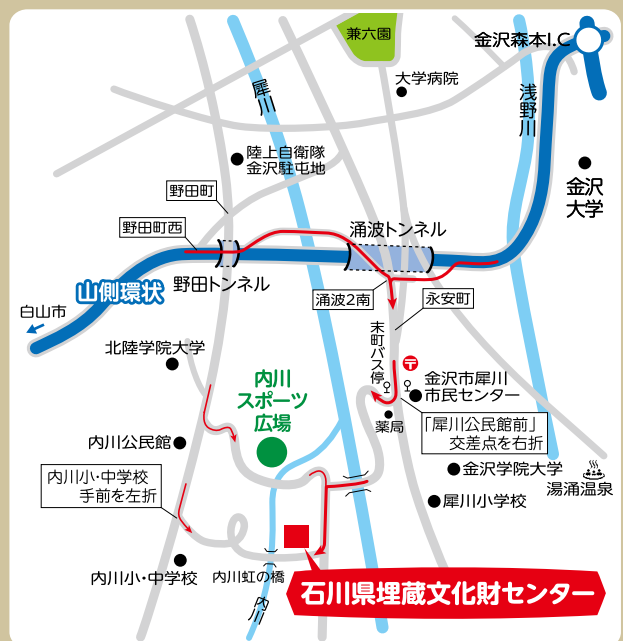 兼六園
金沢森本I.C
大学病院
犀川
浅野川
陸上自衛隊
金沢駐屯地
金沢
大学
野田町
野田町西
涌波トンネル
野田トンネル
山側環状
涌波2南
永安町
白山市
末町バス停
北陸学院大学
〒
内川
スポーツ
広場
金沢市犀川
市民センター
薬局
「犀川公民館前」
交差点を右折
内川公民館
金沢学院大学
湯涌温泉
内川小・中学校
手前を左折
犀川小学校
内川小・中学校
内川虹の橋
内川
石川県埋蔵文化財センター